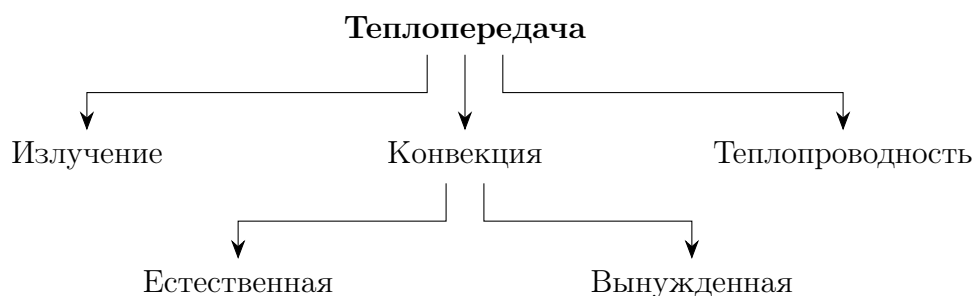 Теплопередача
Излучение Конвекция Теплопроводность
Естественная Вынужденная